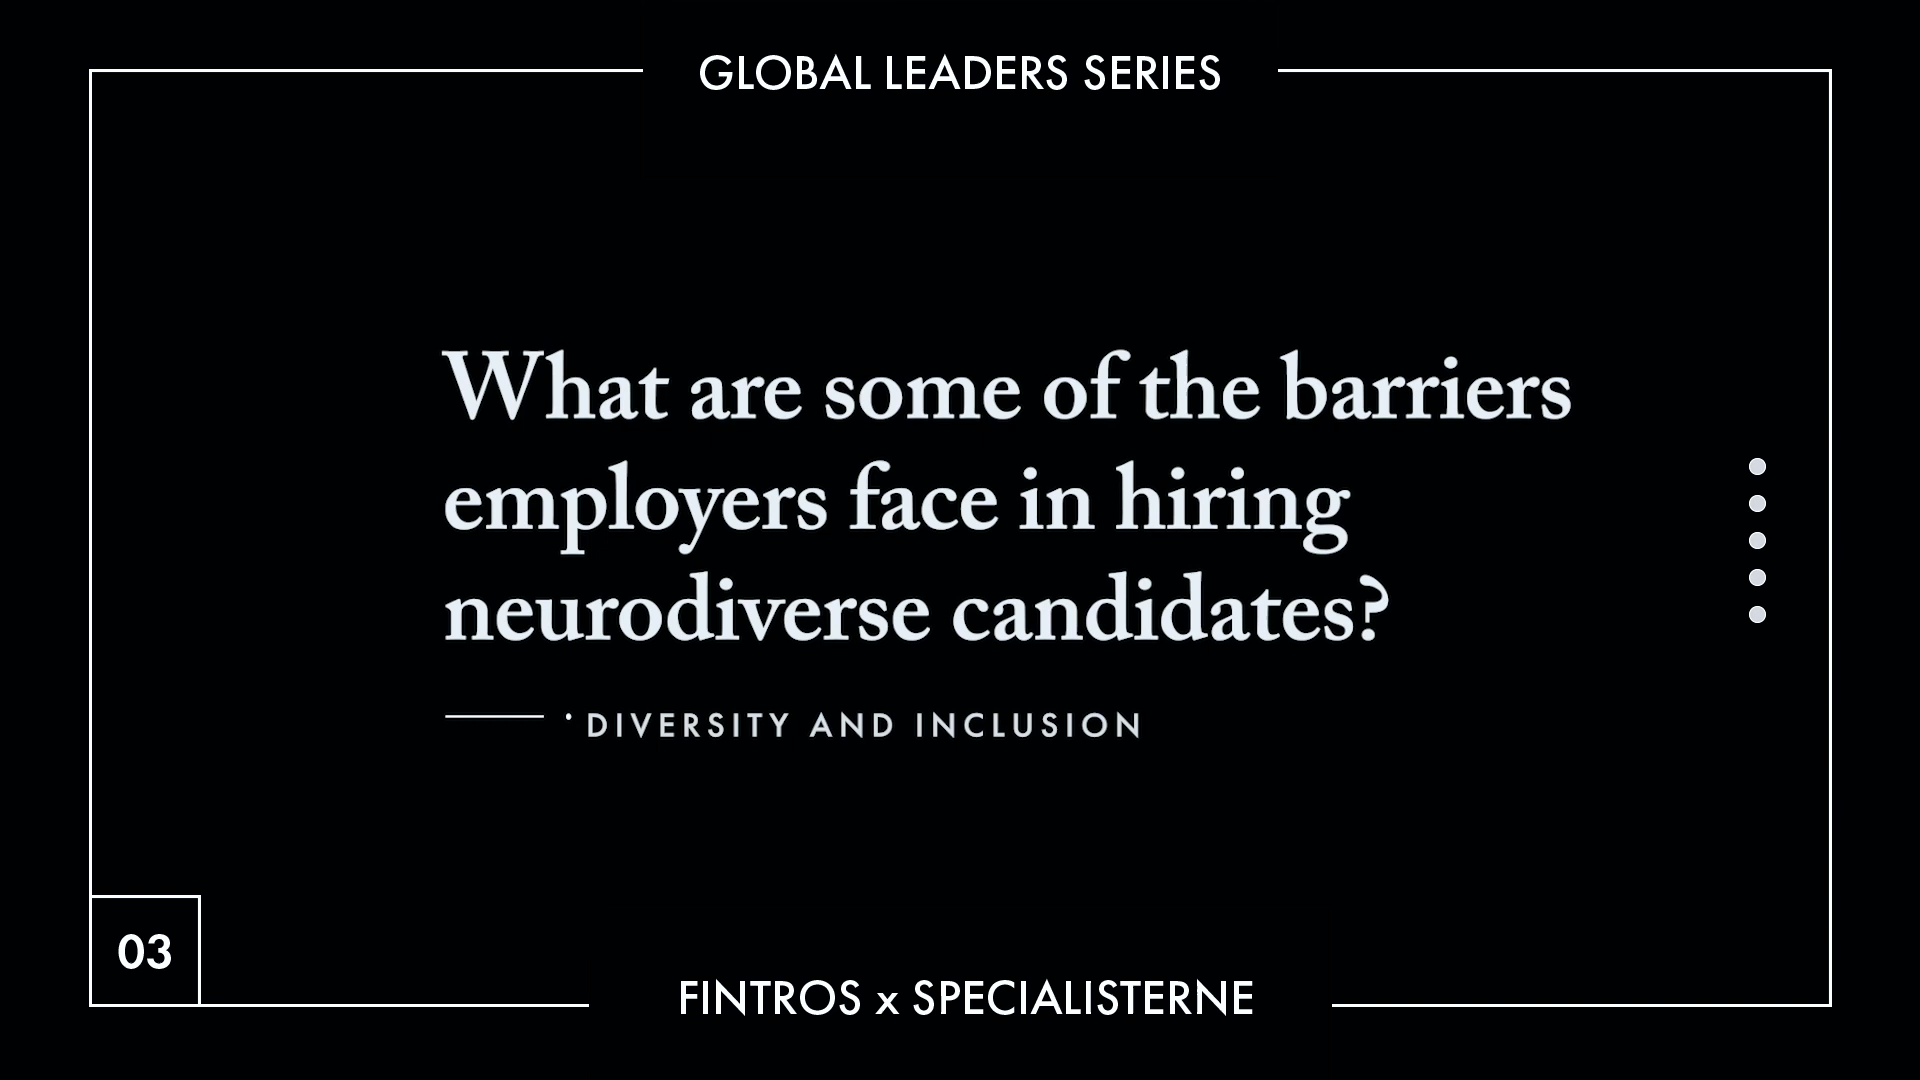 GLOBAL LEADERS SERIES
What are some of the barriers
employers face in hiring
neurodiverse candidates?
DIVERSITY AND INCLUSION
03
FINTROS x SPECIALISTERNE